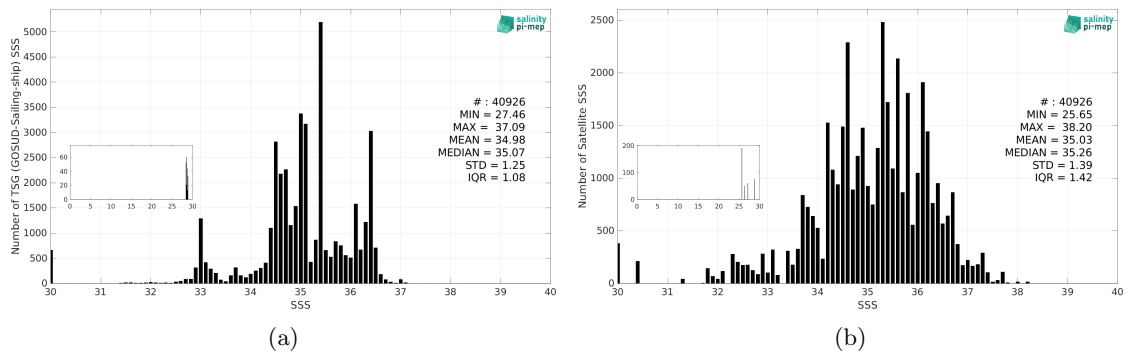 salinity
pi-mep
Number of TSG (GOSUD-Sailing-ship) SSS
5000
4500
4000
3500
3000
2500
2000
1500
1000
500
0
# : 40926
MIN = 27.46
MAX = 37.09
MEAN = 34.98
MEDIAN = 35.07
STD = 1.25
IQR = 1.08
60
40
20
0
0 5 10 15 20 25 30
30 31 32 33 34 35 36 37 38 39 40
SSS
(a)
salinity
pi-mep
Number of Satellite SSS
2500
2000
1500
1000
500
0
# : 40926
MIN = 25.65
MAX = 38.20
MEAN = 35.03
MEDIAN = 35.26
STD = 1.39
IQR = 1.42
200
100
0
0 5 10 15 20 25 30
30 31 32 33 34 35 36 37 38 39 40
SSS
(b)